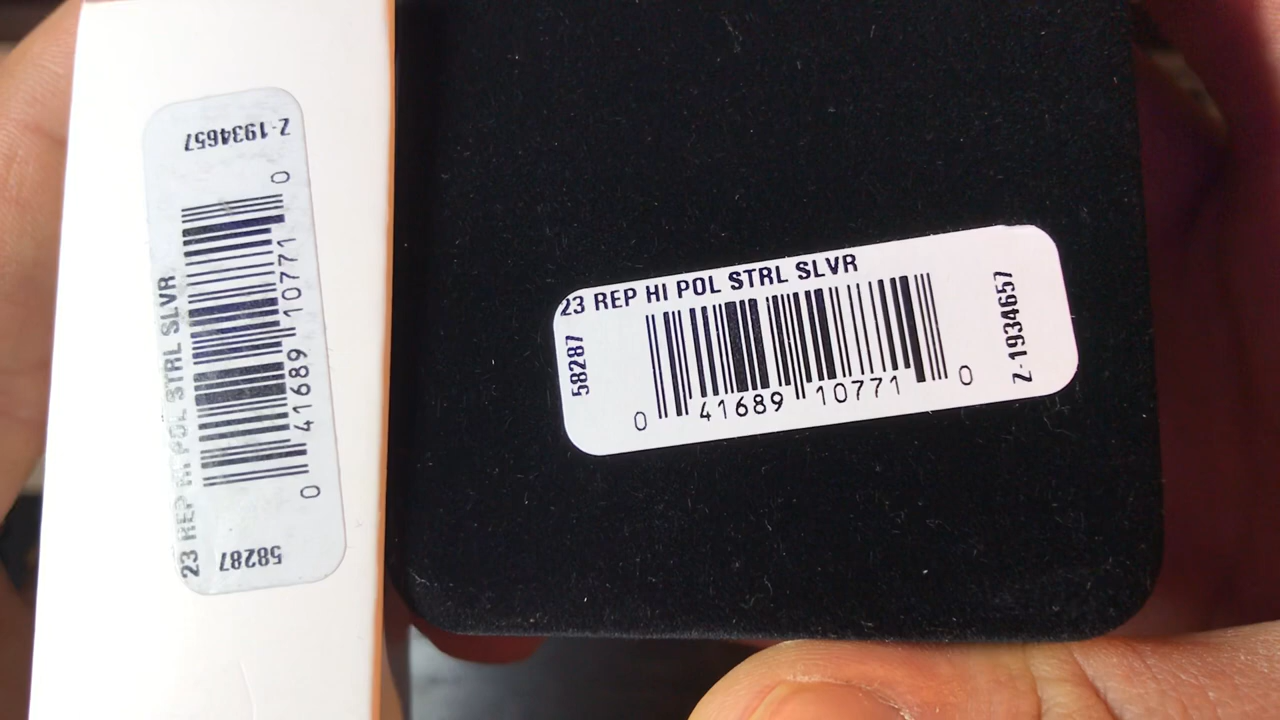 Z-1934657
23 REP HI POL STRL SLVR
0 41689 10771 0
58287
23 REP HI POL STRL SLVR
58287
0 41689 10771 0
Z-1934657